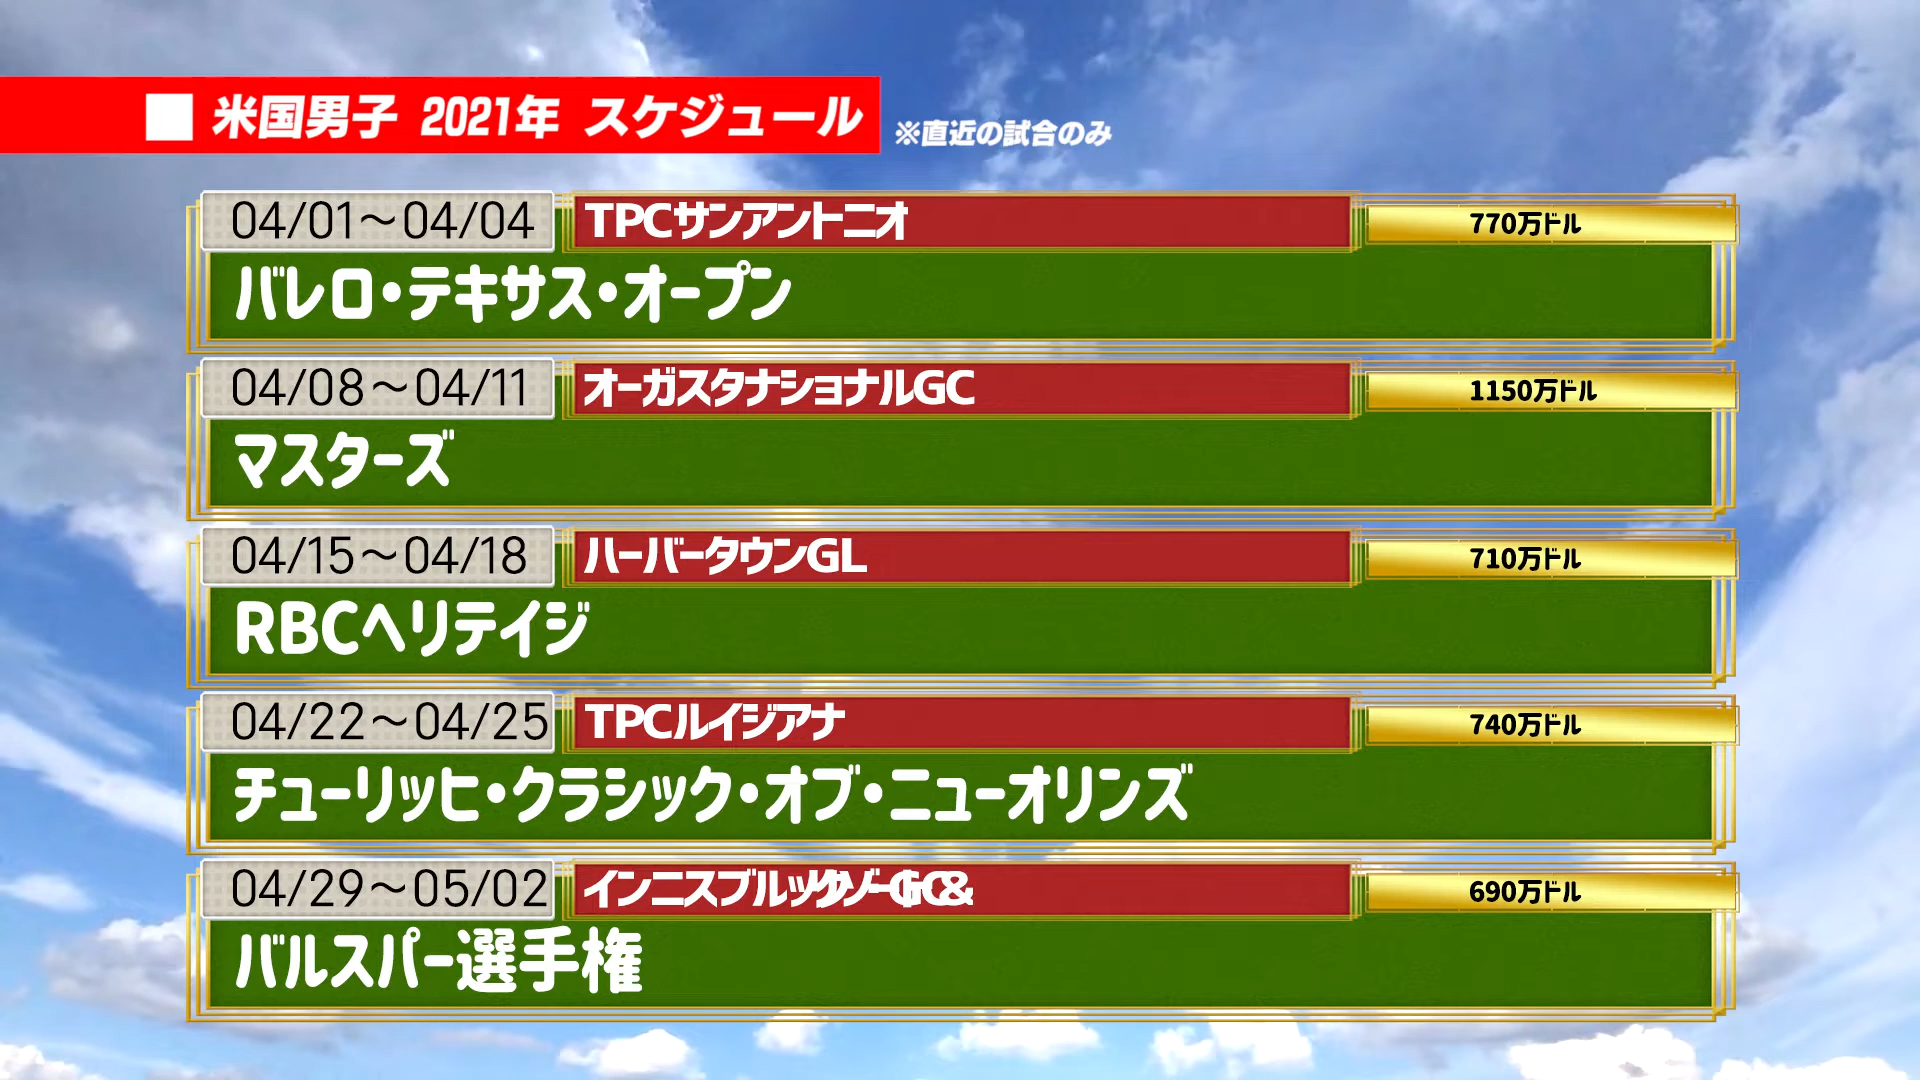 ■ 米国男子 2021年 スケジュール
※直近の試合のみ
04/01～04/04 TPCサンアントニオ 770万ドル
バレロ・テキサス・オープン
04/08～04/11 オーガスタナショナルGC 1150万ドル
マスターズ
04/15～04/18 ハーバータウンGL 710万ドル
RBCヘリテイジ
04/22～04/25 TPCルイジアナ 740万ドル
チューリッヒ・クラシック・オブ・ニューオリンズ
04/29～05/02 インニスブルック 690万ドル
バルスパー選手権